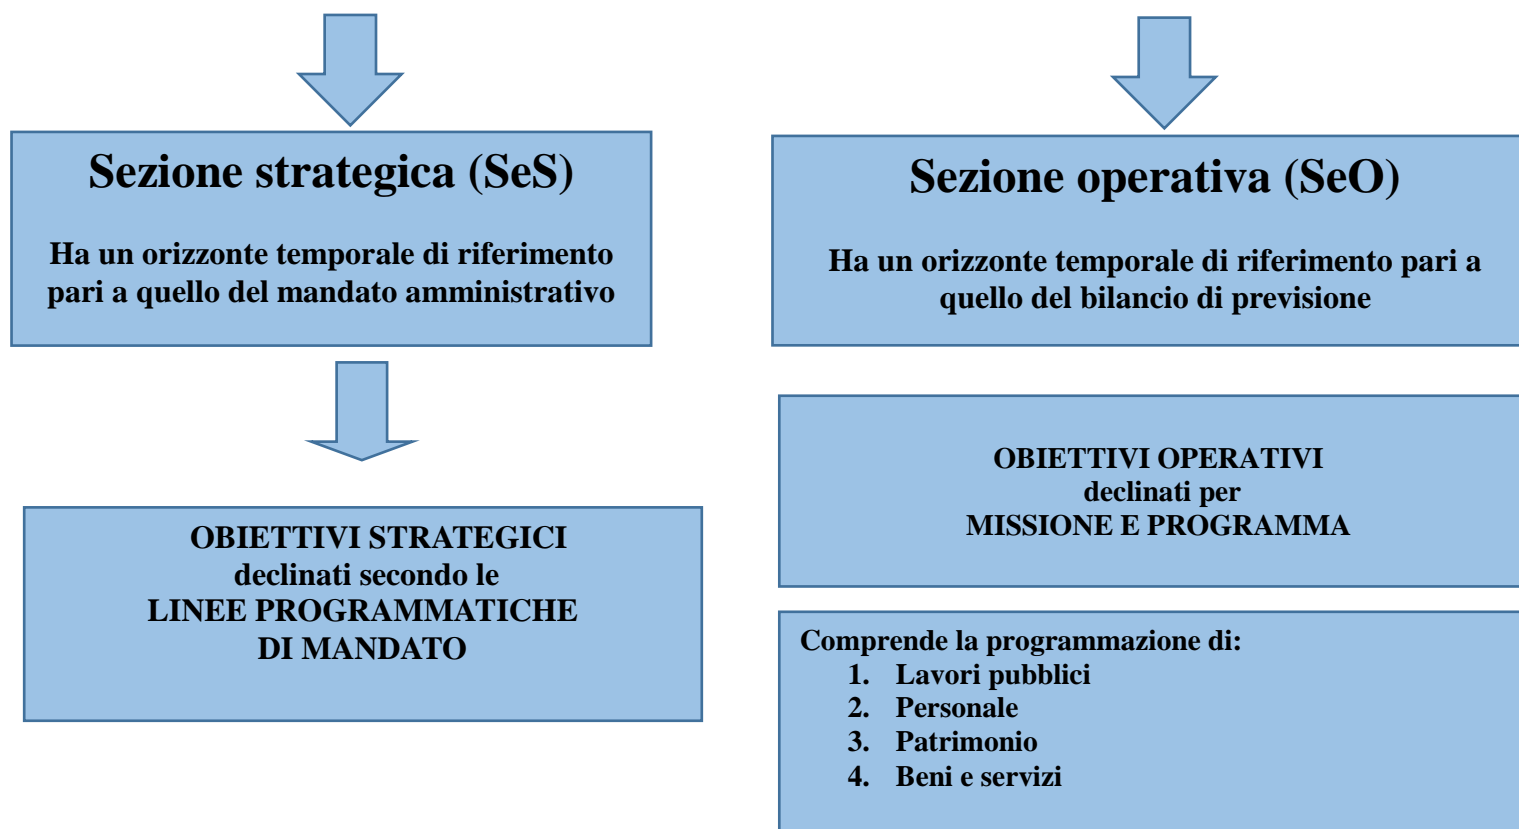 Sezione strategica (SeS)
Ha un orizzonte temporale di riferimento
pari a quello del mandato amministrativo
OBIETTIVI STRATEGICI
declinati secondo le
LINEE PROGRAMMATICHE
DI MANDATO
Sezione operativa (SeO)
Ha un orizzonte temporale di riferimento pari a
quello del bilancio di previsione
OBIETTIVI OPERATIVI
declinati per
MISSIONE E PROGRAMMA
Comprende la programmazione di:
1. Lavori pubblici
2. Personale
3. Patrimonio
4. Beni e servizi